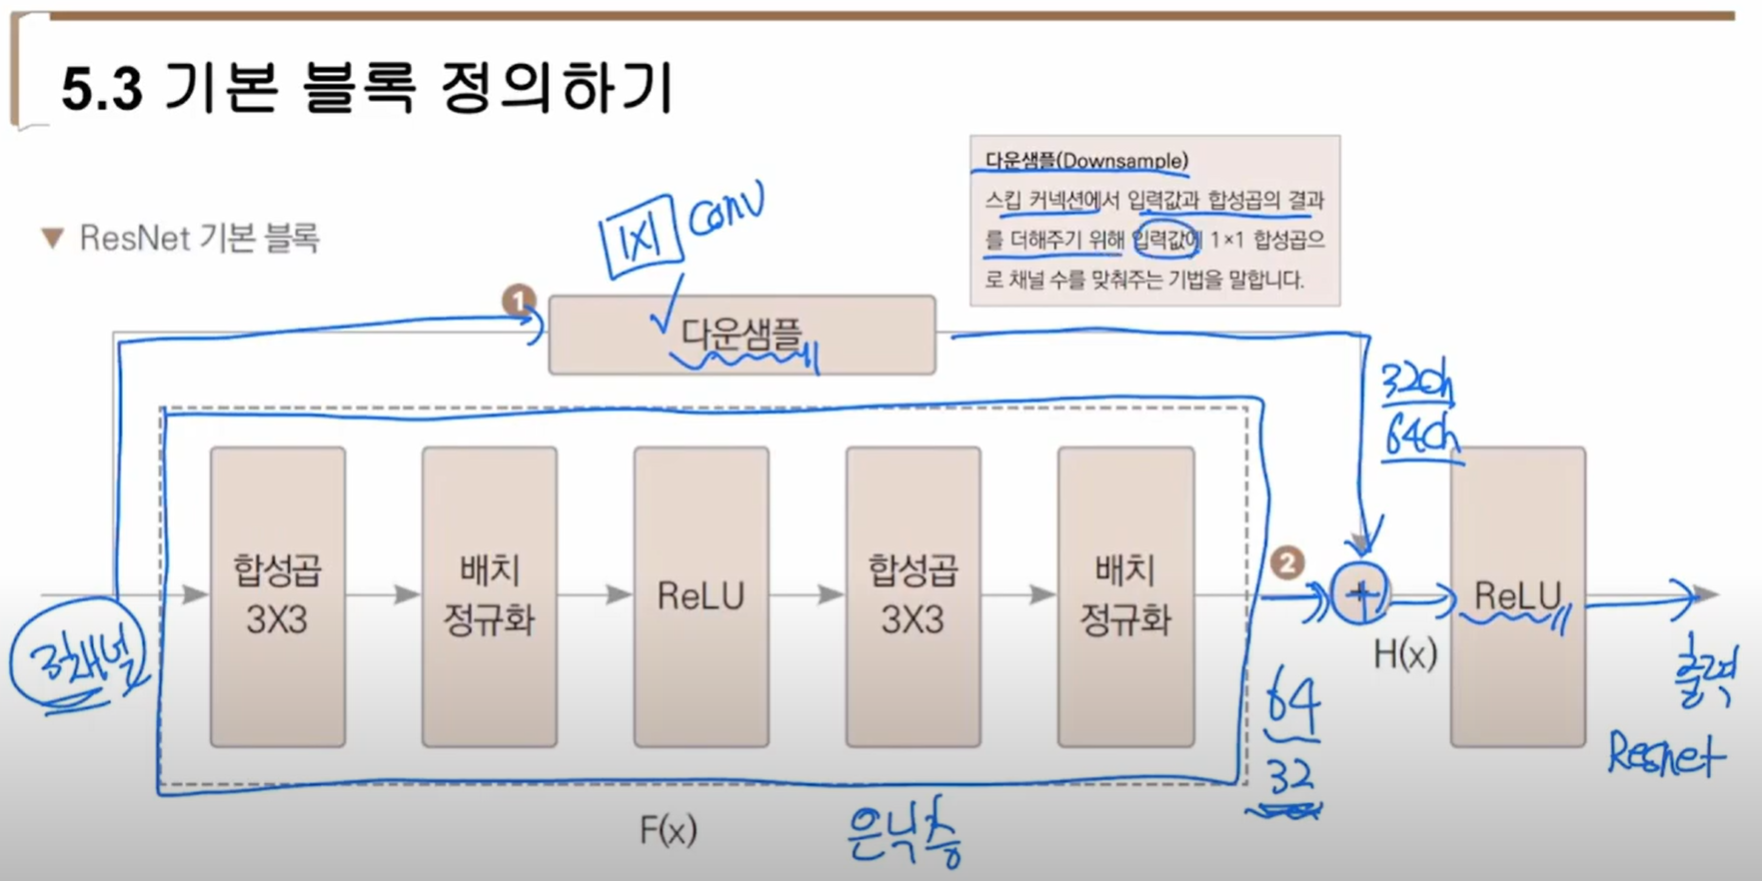 5.3 기본 블록 정의하기
다운샘플(Downsample)
스킵 커넥션에서 입력값과 합성곱의 결과
를 더해주기 위해 입력값에 1×1 합성곱으
로 채널 수를 맞춰주는 기법을 말합니다.
▼ ResNet 기본 블록
1X1 conv
1
다운샘플
32ch
64ch
합성곱
3X3
배치
정규화
ReLU
합성곱
3X3
배치
정규화
2
+
ReLU
H(x)
3채널
출력
64
32
Resnet
F(x)
은닉층